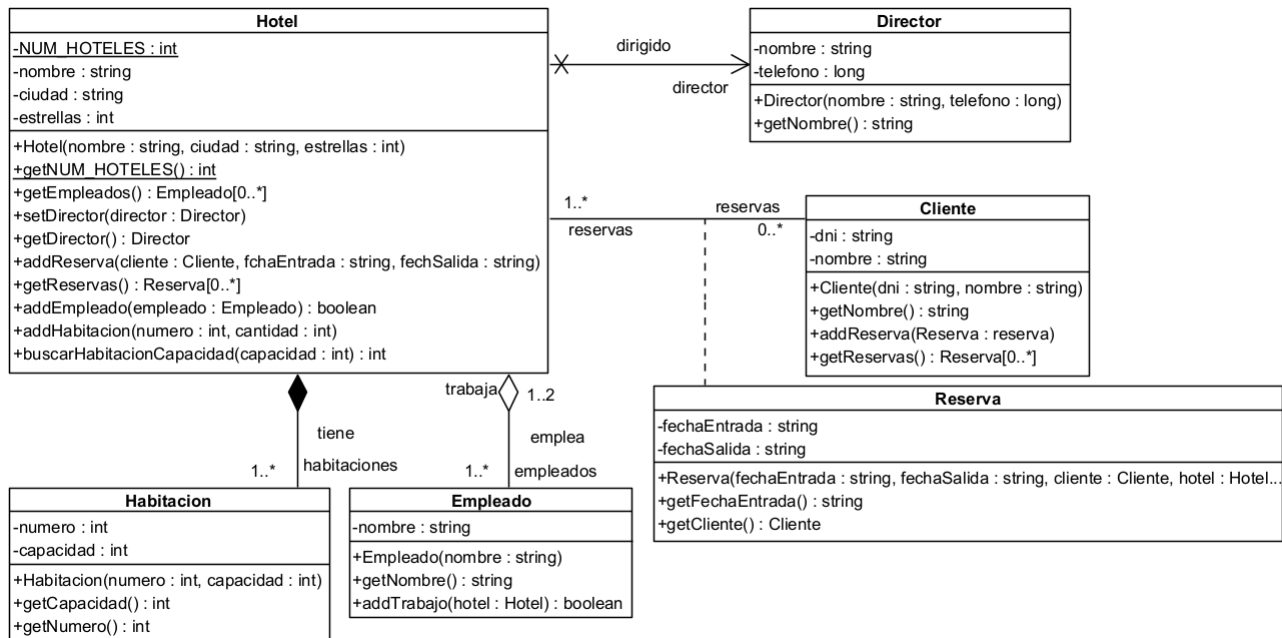 Hotel
-NUM_HOTELES : int
-nombre : string
-ciudad : string
-estrellas : int
+Hotel(nombre : string, ciudad : string, estrellas : int)
+getNUM_HOTELES() : int
+getEmpleados() : Empleado[0..*]
+setDirector(director : Director)
+getDirector() : Director
+addReserva(cliente : Cliente, fchaEntrada : string, fechSalida : string)
+getReservas() : Reserva[0..*]
+addEmpleado(empleado : Empleado) : boolean
+addHabitacion(numero : int, cantidad : int)
+buscarHabitacionCapacidad(capacidad : int) : int
dirigido
director
Director
-nombre : string
-telefono : long
+Director(nombre : string, telefono : long)
+getNombre() : string
1..*
reservas
reservas
0..*
Cliente
-dni : string
-nombre : string
+Cliente(dni : string, nombre : string)
+getNombre() : string
+addReserva(Reserva : reserva)
+getReservas() : Reserva[0..*]
Reserva
-fechaEntrada : string
-fechaSalida : string
+Reserva(fechaEntrada : string, fechaSalida : string, cliente : Cliente, hotel : Hotel...
+getFechaEntrada() : string
+getCliente() : Cliente
tiene
1..*
habitaciones
trabaja
1..2
emplea
1..*
empleados
Habitacion
-numero : int
-capacidad : int
+Habitacion(numero : int, capacidad : int)
+getCapacidad() : int
+getNumero() : int
Empleado
-nombre : string
+Empleado(nombre : string)
+getNombre() : string
+addTrabajo(hotel : Hotel) : boolean